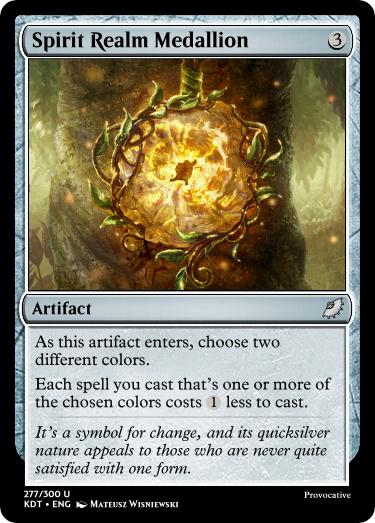 Spirit Realm Medallion 3
Artifact
As this artifact enters, choose two
different colors.
Each spell you cast that's one or more of
the chosen colors costs 1 less to cast.
It's a symbol for change, and its quicksilver
nature appeals to those who are never quite
satisfied with one form.
277/300 U Provocative
KDT • ENG Mateusz Wisniewski